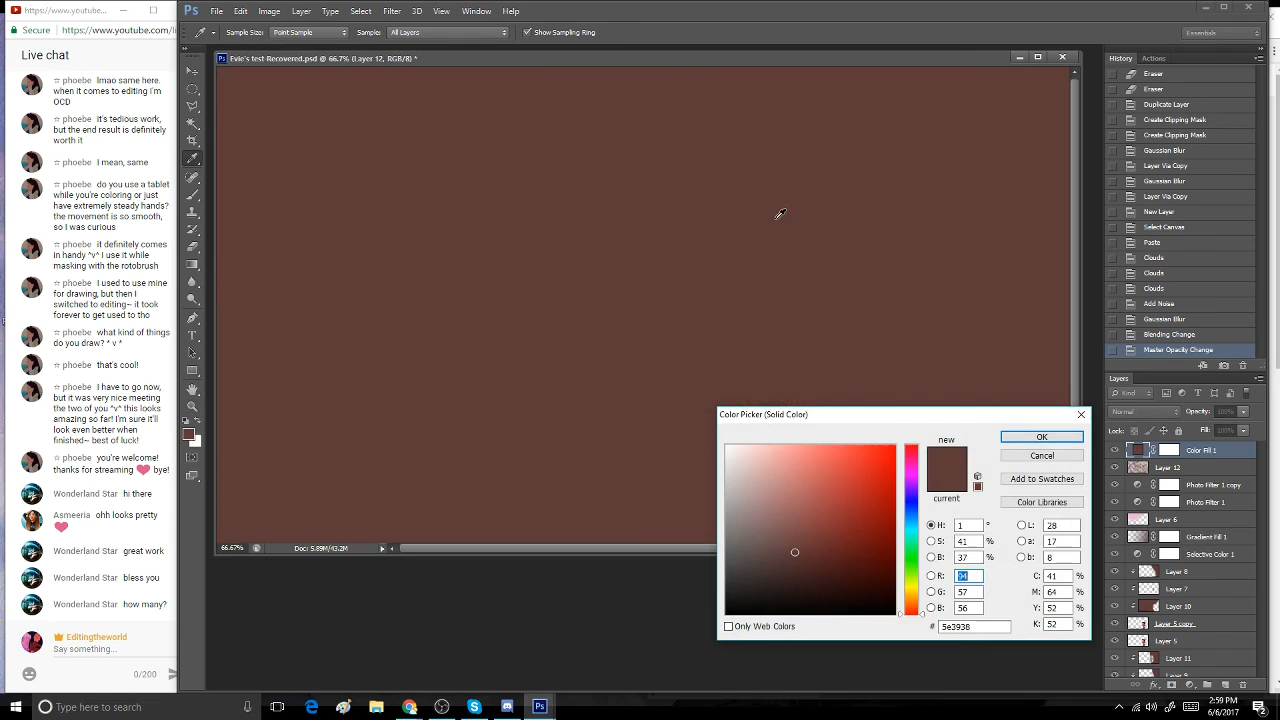 https://www.youtube.com/
Secure https://www.youtube.com/li
Live chat
☆ phoebe lmao same here.
when it comes to editing I'm
OCD
☆ phoebe it's tedious work,
but the end result is definitely
worth it
☆ phoebe I mean, same
☆ phoebe do you use a tablet
while you're coloring or just
have extremely steady hands?
the movement is so smooth,
so I was curious
☆ phoebe it definitely comes
in handy ^v^ I use it while
masking with the rotobrush
☆ phoebe I used to use mine
for drawing, but then I
switched to editing~ it took
forever to get used to tho
☆ phoebe what kind of things
do you draw? * v *
☆ phoebe that's cool!
☆ phoebe I have to go now,
but it was very nice meeting
the two of you ^v^ this looks
amazing so far! I'm sure it'll
look even better when
finished~ best of luck!
☆ phoebe you're welcome!
thanks for streaming ❤ bye!
Wonderland Star hi there
Asmeeria ohh looks pretty
❤
Wonderland Star great work
Wonderland Star bless you
Wonderland Star how many?
Editingtheworld
Say something...
0/200
Ps File Edit Image Layer Type Select Filter 3D View Window Help
Sample Size: Point Sample Sample: All Layers Show Sampling Ring
Essentials
Ps Evie's test-Recovered.psd @ 66.7% (Layer 12, RGB/8) *
66.67% Doc: 5.89M/43.2M
History Actions
Eraser
Eraser
Duplicate Layer
Create Clipping Mask
Create Clipping Mask
Gaussian Blur
Layer Via Copy
Gaussian Blur
Layer Via Copy
New Layer
Select Canvas
Paste
Clouds
Clouds
Clouds
Add Noise
Gaussian Blur
Blending Change
Master Opacity Change
Layers
Kind
Normal Opacity: 100%
Lock: Fill: 100%
Color Fill 1
Layer 12
Photo Filter 1 copy
Photo Filter 1
Layer 6
Gradient Fill 1
Selective Color 1
Layer 8
Layer 7
Layer 10
Layer 5 copy
Layer 5
Layer 11
Layer 9
fx
Color Picker (Solid Color)
new
current
OK
Cancel
Add to Swatches
Color Libraries
H: 1 °
S: 41 %
B: 37 %
R: 94
G: 57
B: 56
L: 28
a: 17
b: 8
C: 41 %
M: 64 %
Y: 52 %
K: 52 %
# 5e3938
Only Web Colors
Type here to search
Ps
2:59 PM
6/6/2017
2